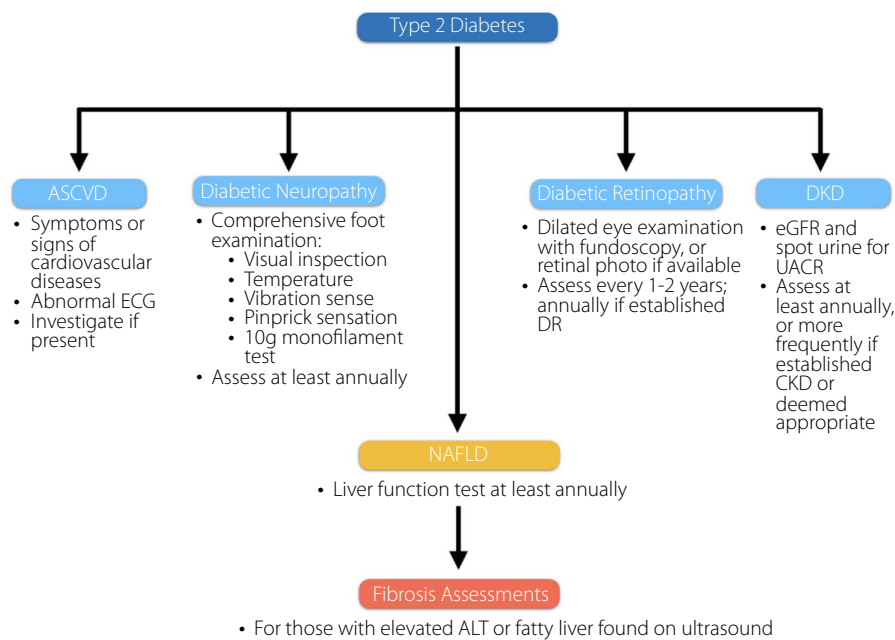 Type 2 Diabetes
ASCVD
• Symptoms or
signs of
cardiovascular
diseases
• Abnormal ECG
• Investigate if
present
Diabetic Neuropathy
• Comprehensive foot
examination:
• Visual inspection
• Temperature
• Vibration sense
• Pinprick sensation
• 10g monofilament
test
• Assess at least annually
Diabetic Retinopathy
• Dilated eye examination
with fundoscopy, or
retinal photo if available
• Assess every 1-2 years;
annually if established
DR
DKD
• eGFR and
spot urine for
UACR
• Assess at
least annually,
or more
frequently if
established
CKD or
deemed
appropriate
NAFLD
• Liver function test at least annually
Fibrosis Assessments
• For those with elevated ALT or fatty liver found on ultrasound